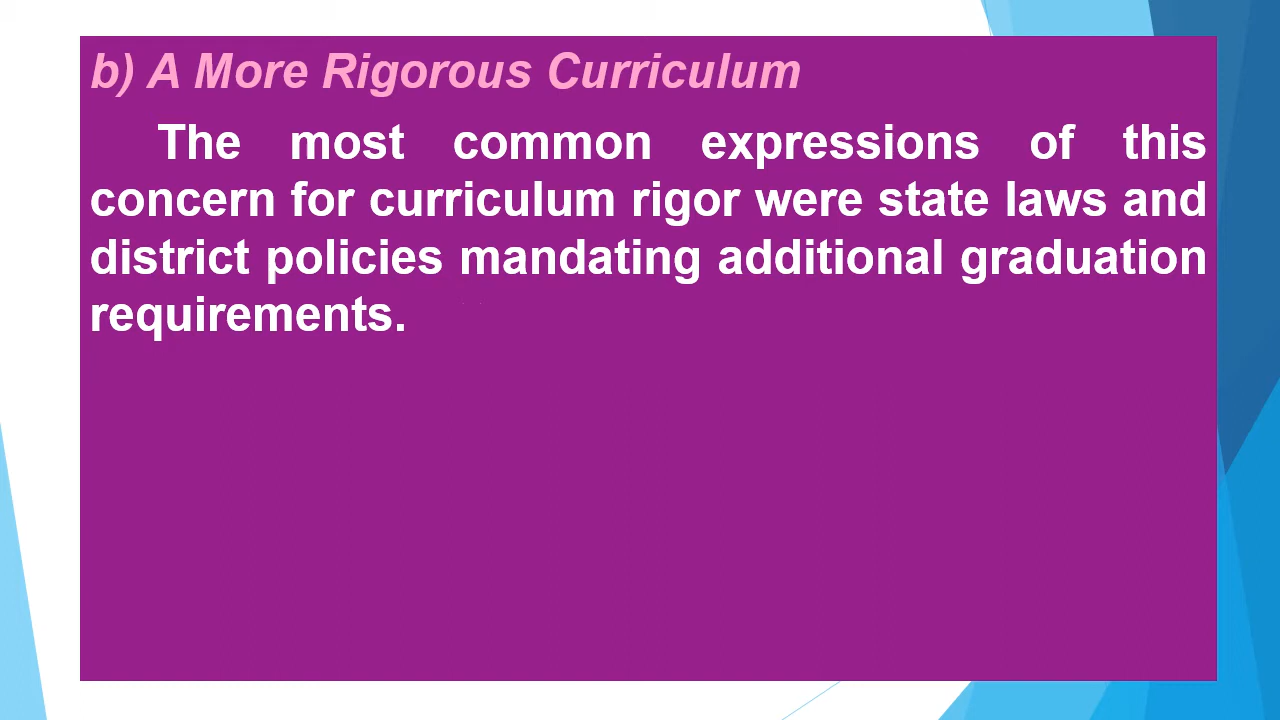 b) A More Rigorous Curriculum
The most common expressions of this
concern for curriculum rigor were state laws and
district policies mandating additional graduation
requirements.